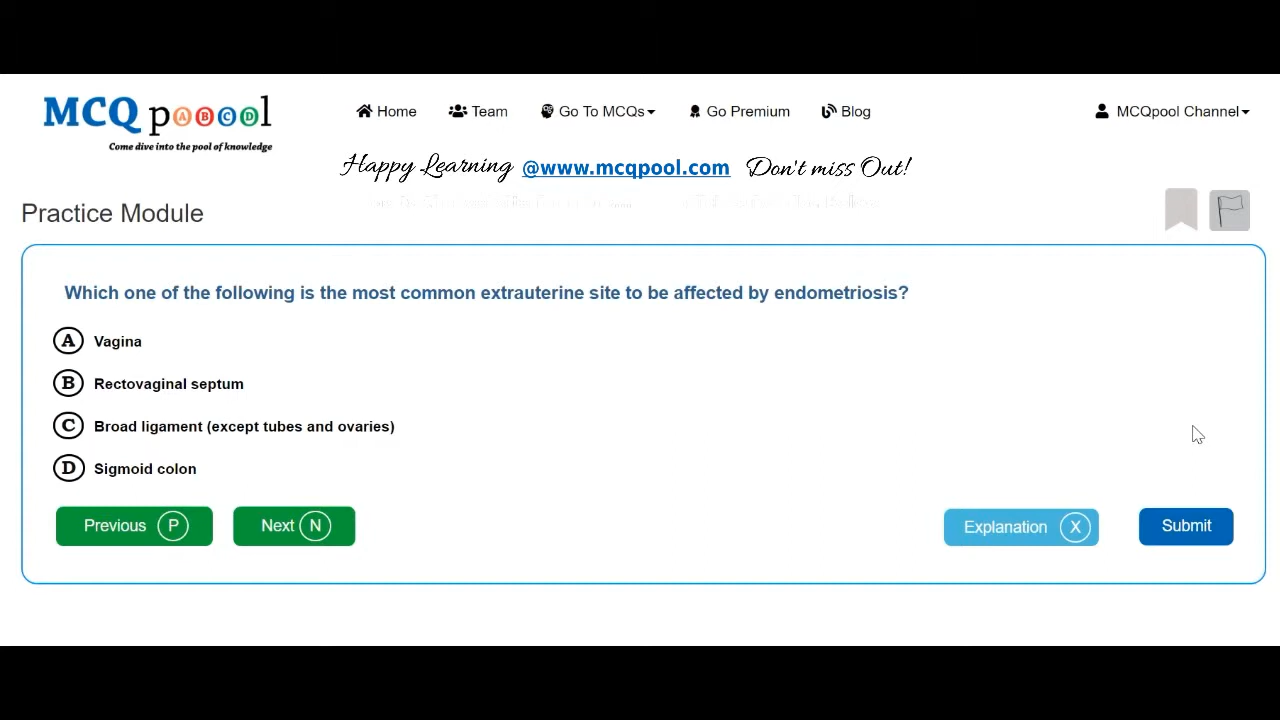 MCQ pABCDl
Come dive into the pool of knowledge
Home Team Go To MCQs Go Premium Blog MCQpool Channel
Happy Learning @www.mcqpool.com Don't miss Out!
Practice Module
Which one of the following is the most common extrauterine site to be affected by endometriosis?
A Vagina
B Rectovaginal septum
C Broad ligament (except tubes and ovaries)
D Sigmoid colon
Previous P Next N Explanation X Submit